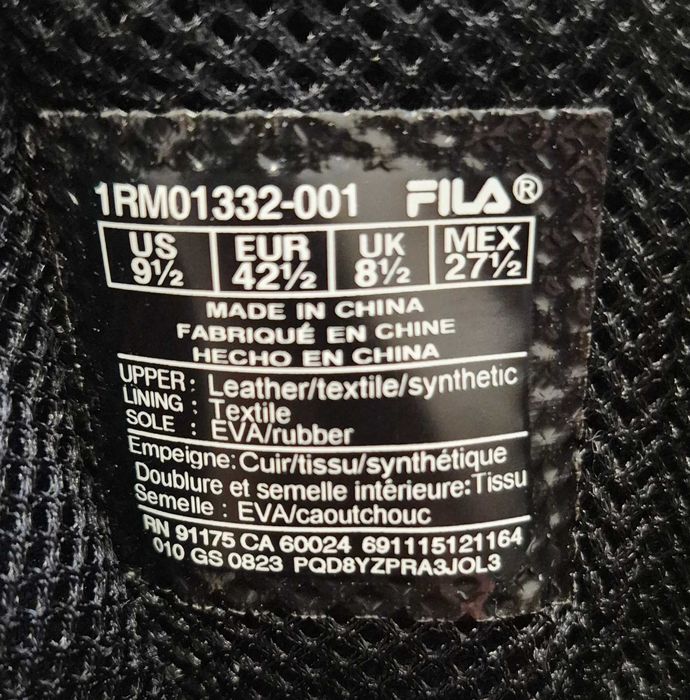 1RM01332-001 FILA®
US EUR UK MEX
9½ 42½ 8½ 27½
MADE IN CHINA
FABRIQUÉ EN CHINE
HECHO EN CHINA
UPPER : Leather/textile/synthetic
LINING : Textile
SOLE : EVA/rubber
Empeigne: Cuir/tissu/synthétique
Doublure et semelle intérieure: Tissu
Semelle : EVA/caoutchouc
RN 91175 CA 60024 691115121164
010 GS 0823 PQD8YZPRA3JOL3